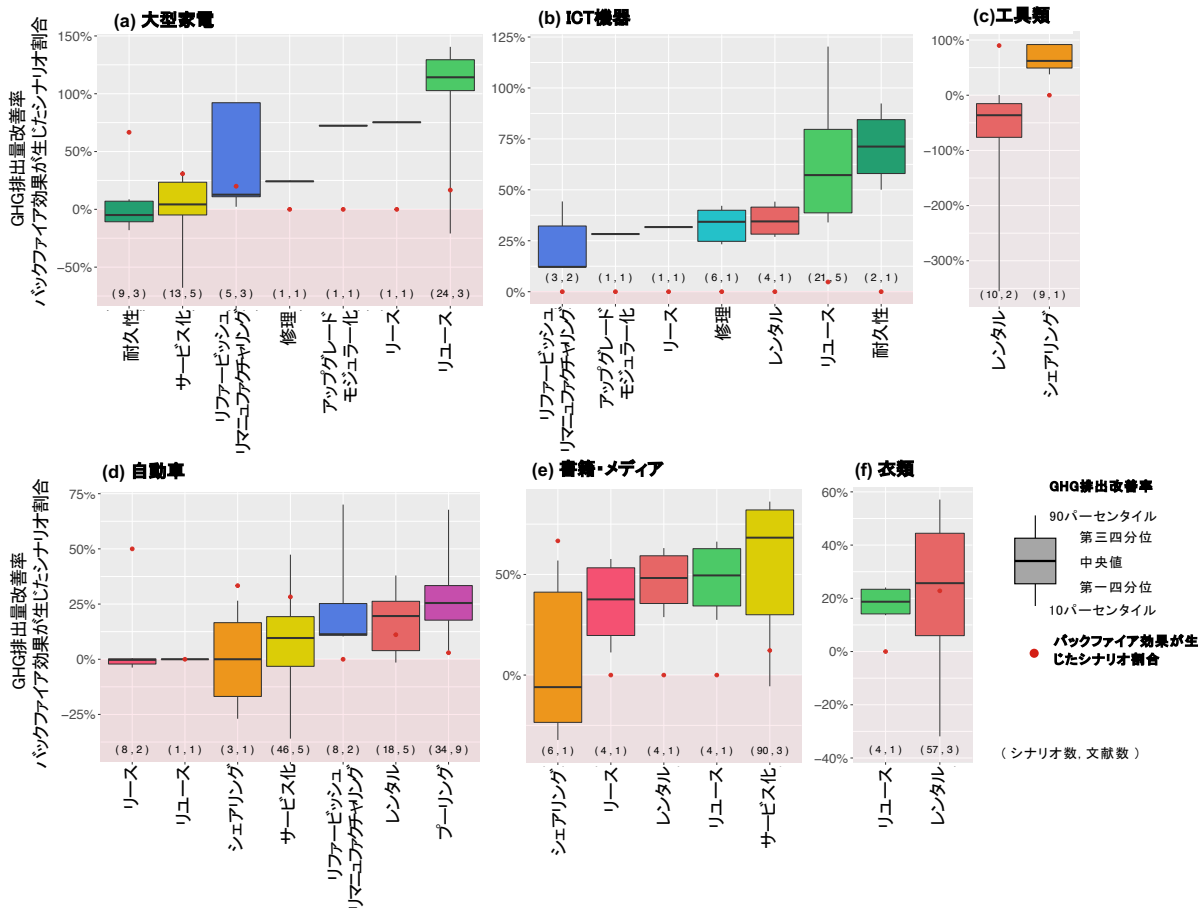 (a) 大型家電
GHG排出量改善率
バックファイア効果が生じたシナリオ割合
150%
100%
50%
0%
−50%
(9, 3)
(13, 5)
(5, 3)
(1, 1)
(1, 1)
(1, 1)
(24, 3)
耐久性
サービス化
リファービッシュ
リマニュファクチャリング
修理
アップグレード
モジュラー化
リース
リユース
(b) ICT機器
125%
100%
75%
50%
25%
0%
(3, 2)
(1, 1)
(1, 1)
(6, 1)
(4, 1)
(21, 5)
(2, 1)
リファービッシュ
リマニュファクチャリング
アップグレード
モジュラー化
リース
修理
レンタル
リユース
耐久性
(c)工具類
100%
0%
−100%
−200%
−300%
(10, 2)
(9, 1)
レンタル
シェアリング
(d) 自動車
GHG排出量改善率
バックファイア効果が生じたシナリオ割合
75%
50%
25%
0%
−25%
(8, 2)
(1, 1)
(3, 1)
(46, 5)
(8, 2)
(18, 5)
(34, 9)
リース
リユース
シェアリング
サービス化
リファービッシュ
リマニュファクチャリング
レンタル
プーリング
(e) 書籍・メディア
50%
0%
(6, 1)
(4, 1)
(4, 1)
(4, 1)
(90, 3)
シェアリング
リース
レンタル
リユース
サービス化
(f) 衣類
60%
40%
20%
0%
−20%
−40%
(4, 1)
(57, 3)
リユース
レンタル
GHG排出改善率
90パーセンタイル
第三四分位
中央値
第一四分位
10パーセンタイル
バックファイア効果が生
じたシナリオ割合
(シナリオ数, 文献数)